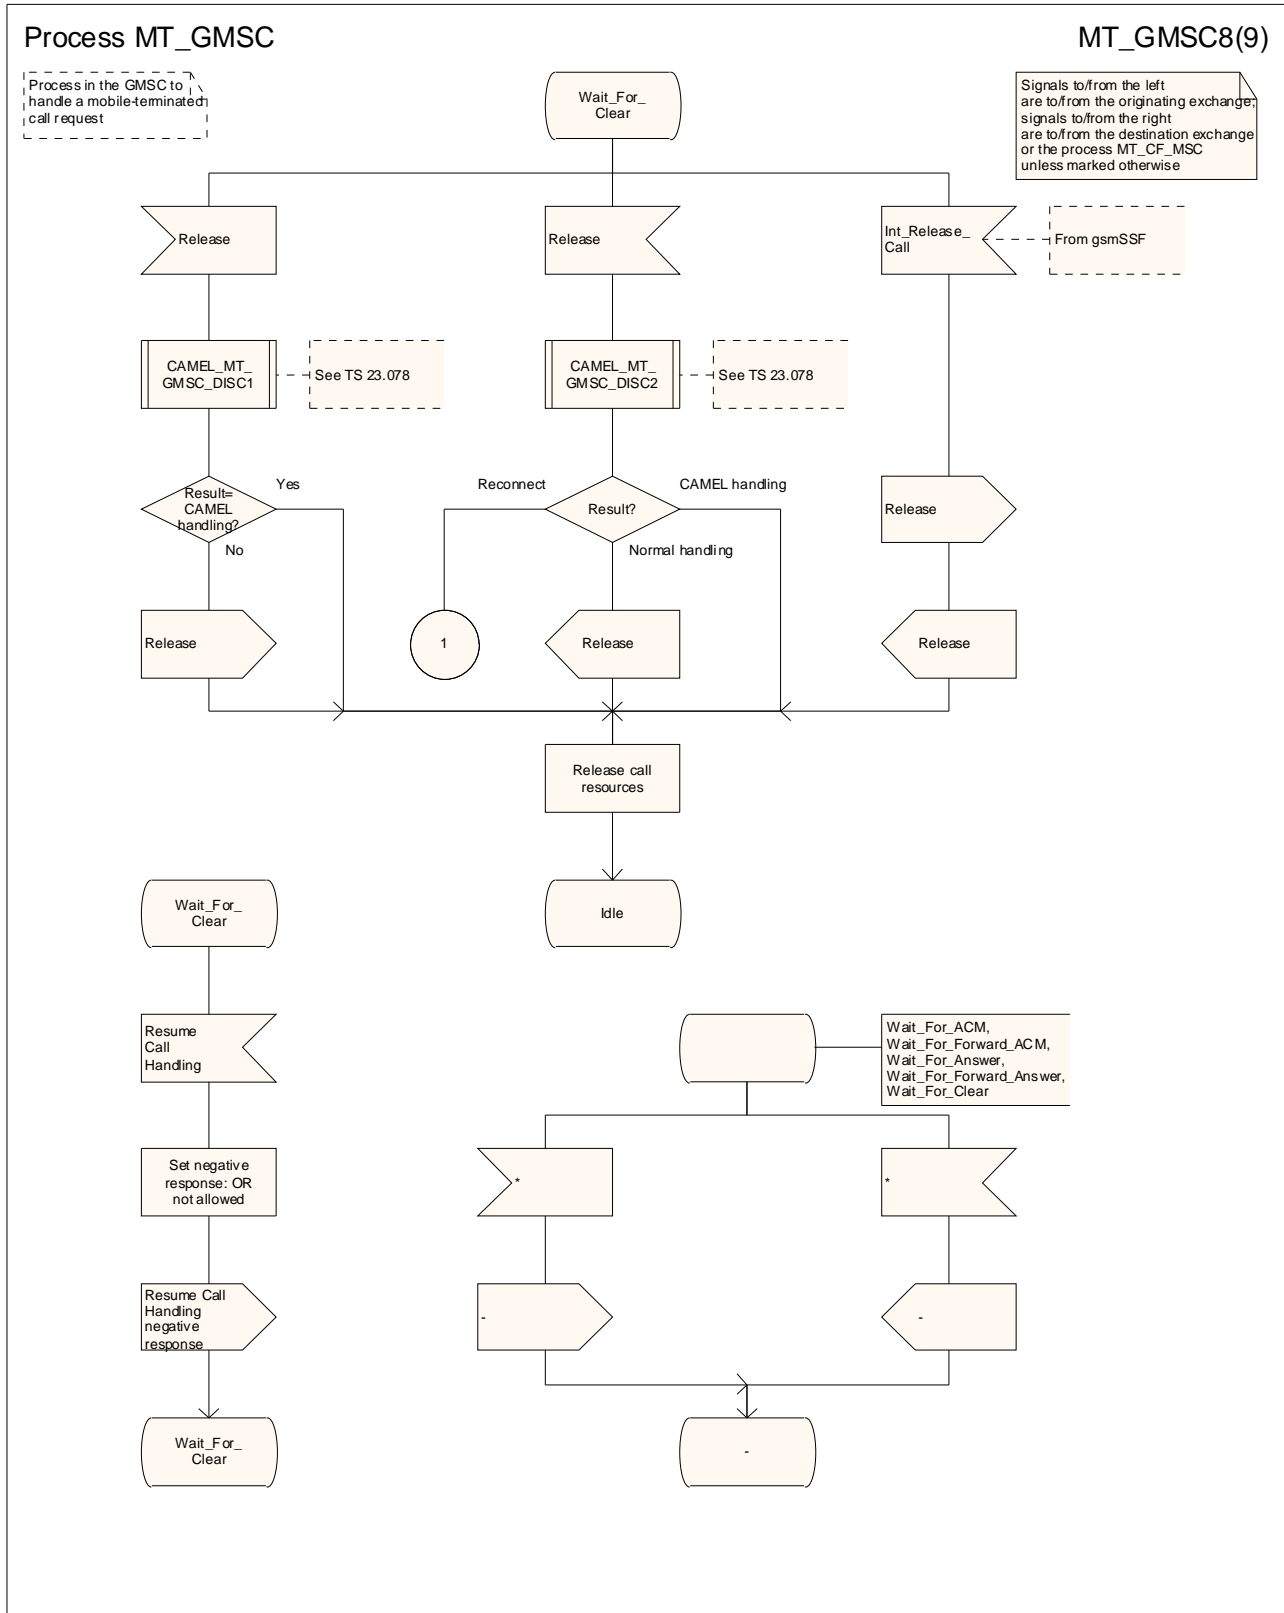 Process MT_GMSC
MT_GMSC8(9)
Process in the GMSC to
handle a mobile-terminated
call request
Signals to/from the left
are to/from the originating exchange;
signals to/from the right
are to/from the destination exchange
or the process MT_CF_MSC
unless marked otherwise
Wait_For_
Clear
Release
Release
Int_Release_
Call
From gsmSSF
CAMEL_MT_
GMSC_DISC1
See TS 23.078
CAMEL_MT_
GMSC_DISC2
See TS 23.078
Result=
CAMEL
handling?
Yes
No
Reconnect
Result?
CAMEL handling
Normal handling
Release
Release
1
Release
Release
Release call
resources
Idle
Wait_For_
Clear
Resume
Call
Handling
Set negative
response: OR
not allowed
Resume Call
Handling
negative
response
Wait_For_
Clear
Wait_For_ACM,
Wait_For_Forward_ACM,
Wait_For_Answer,
Wait_For_Forward_Answer,
Wait_For_Clear
*
*
-
-
-